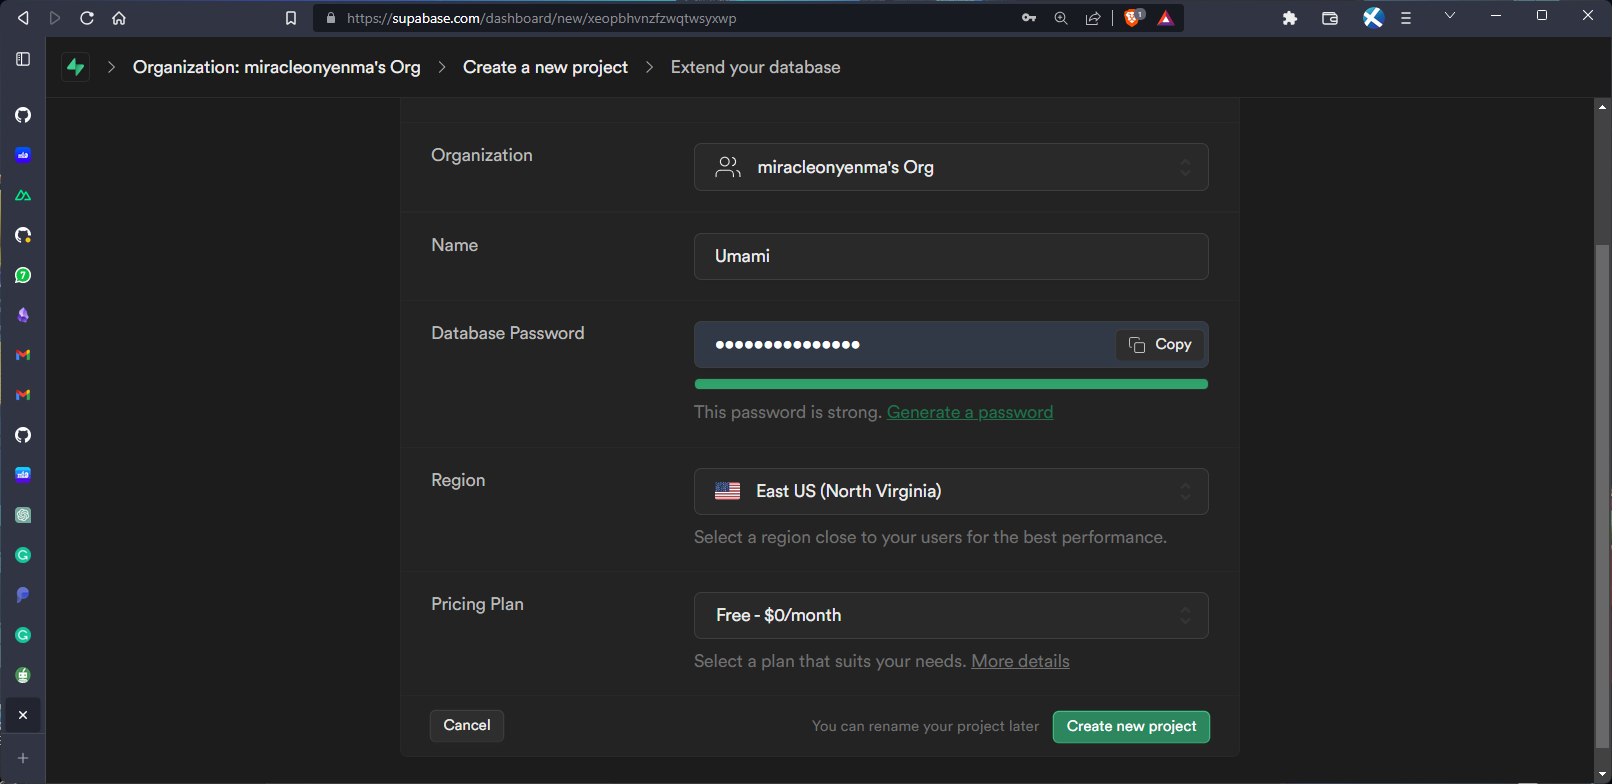 https://supabase.com/dashboard/new/xeopbhvnzfzwqtwsyxwp
1
Organization: miracleonyenma's Org
Create a new project
Extend your database
Organization
miracleonyenma's Org
Name
Umami
Database Password
•••••••••••••••
Copy
This password is strong. Generate a password
Region
East US (North Virginia)
Select a region close to your users for the best performance.
Pricing Plan
Free - $0/month
Select a plan that suits your needs. More details
Cancel
You can rename your project later
Create new project
7